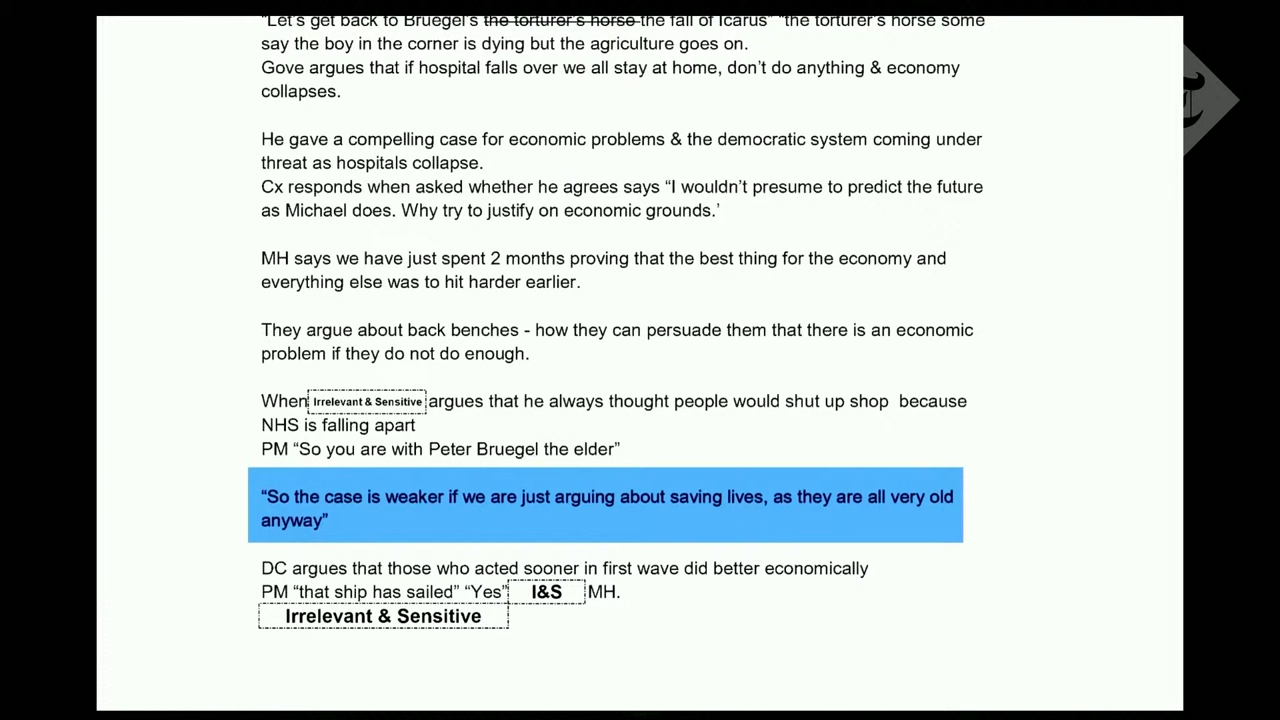 “Let’s get back to Bruegel’s the torturer’s horse the fall of Icarus” “the torturer’s horse some
say the boy in the corner is dying but the agriculture goes on.
Gove argues that if hospital falls over we all stay at home, don’t do anything & economy
collapses.
He gave a compelling case for economic problems & the democratic system coming under
threat as hospitals collapse.
Cx responds when asked whether he agrees says “I wouldn’t presume to predict the future
as Michael does. Why try to justify on economic grounds.’
MH says we have just spent 2 months proving that the best thing for the economy and
everything else was to hit harder earlier.
They argue about back benches - how they can persuade them that there is an economic
problem if they do not do enough.
When Irrelevant & Sensitive argues that he always thought people would shut up shop because
NHS is falling apart
PM “So you are with Peter Bruegel the elder”
“So the case is weaker if we are just arguing about saving lives, as they are all very old
anyway”
DC argues that those who acted sooner in first wave did better economically
PM “that ship has sailed” “Yes” I&S MH.
Irrelevant & Sensitive